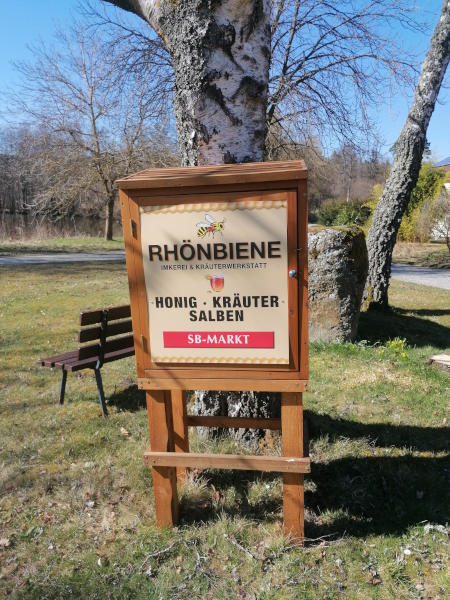 RHÖNBIENE
IMKEREI & KRÄUTERWERKSTATT
HONIG · KRÄUTER
SALBEN
SB-MARKT